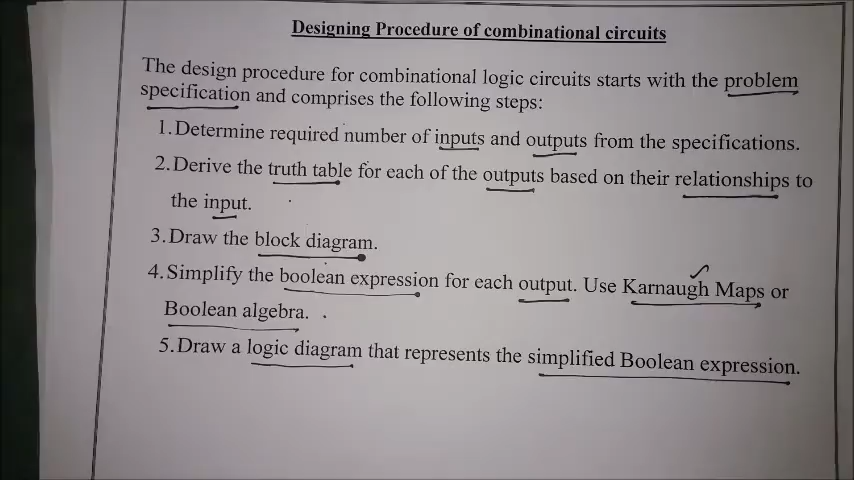 Designing Procedure of combinational circuits
The design procedure for combinational logic circuits starts with the problem
specification and comprises the following steps:
1.Determine required number of inputs and outputs from the specifications.
2.Derive the truth table for each of the outputs based on their relationships to
the input.
3.Draw the block diagram.
4.Simplify the boolean expression for each output. Use Karnaugh Maps or
Boolean algebra.
5.Draw a logic diagram that represents the simplified Boolean expression.